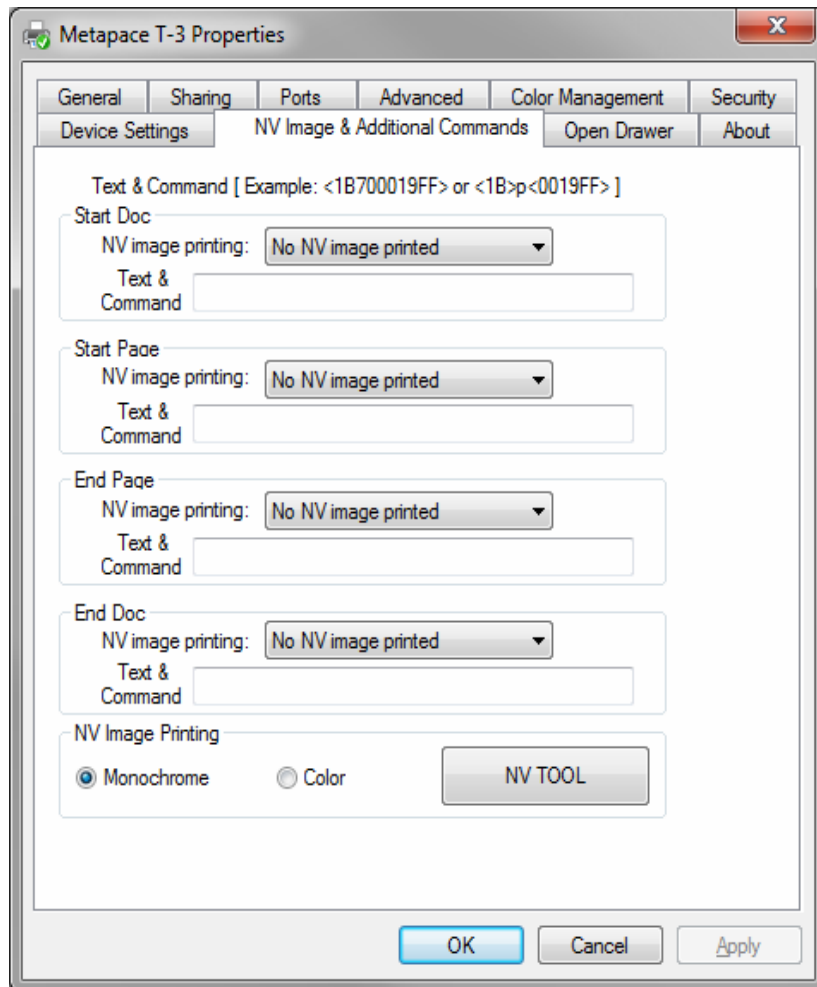 Metapace T-3 Properties
General Sharing Ports Advanced Color Management Security
Device Settings NV Image & Additional Commands Open Drawer About
Text & Command [ Example: <1B700019FF> or <1B>p<0019FF> ]
Start Doc
NV image printing: No NV image printed
Text &
Command
Start Page
NV image printing: No NV image printed
Text &
Command
End Page
NV image printing: No NV image printed
Text &
Command
End Doc
NV image printing: No NV image printed
Text &
Command
NV Image Printing
Monochrome Color NV TOOL
OK Cancel Apply